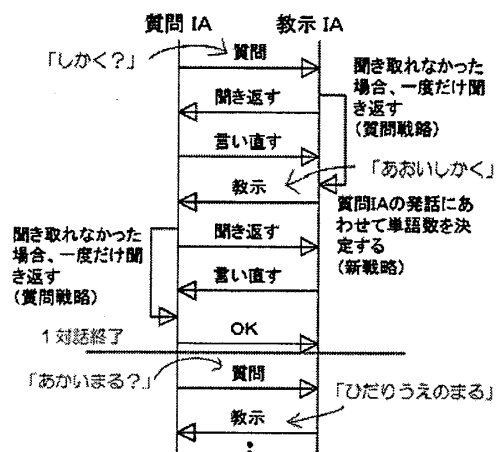 質問 IA 教示 IA
「しかく？」
質問
聞き返す
聞き取れなかった
場合、一度だけ聞
き返す
(質問戦略)
言い直す
「あおいしかく」
教示
質問IAの発話にあ
わせて単語数を決
定する
(新戦略)
聞き取れなかった
場合、一度だけ聞
き返す
(質問戦略)
聞き返す
言い直す
OK
１対話終了
「あかいまる？」
質問
「ひだりうえのまる」
教示